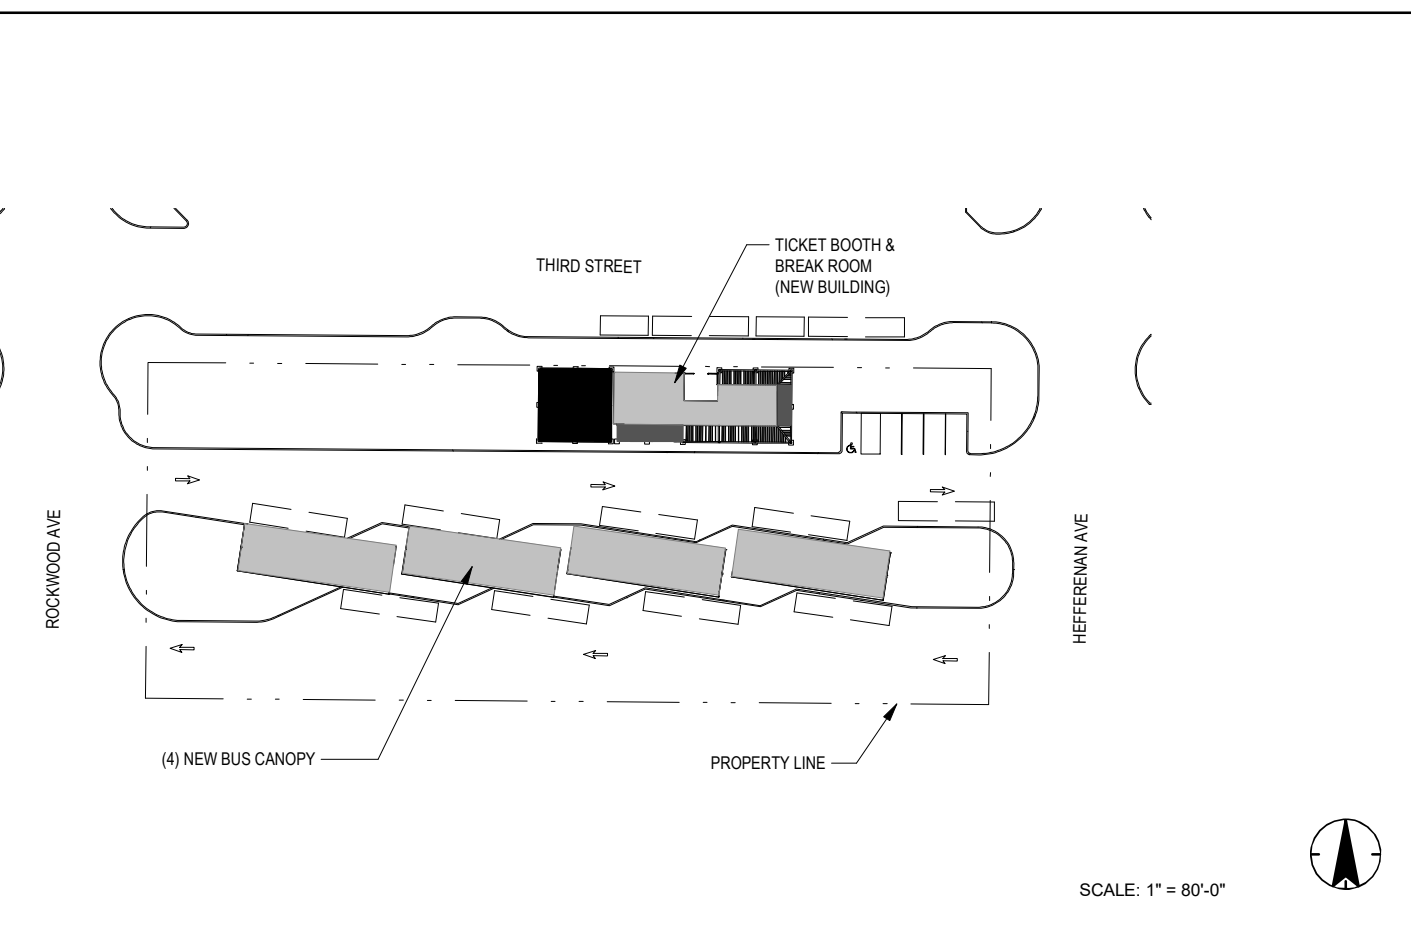 TICKET BOOTH &
BREAK ROOM
(NEW BUILDING)
THIRD STREET
ROCKWOOD AVE
HEFFERENAN AVE
(4) NEW BUS CANOPY
PROPERTY LINE
SCALE: 1" = 80'-0"